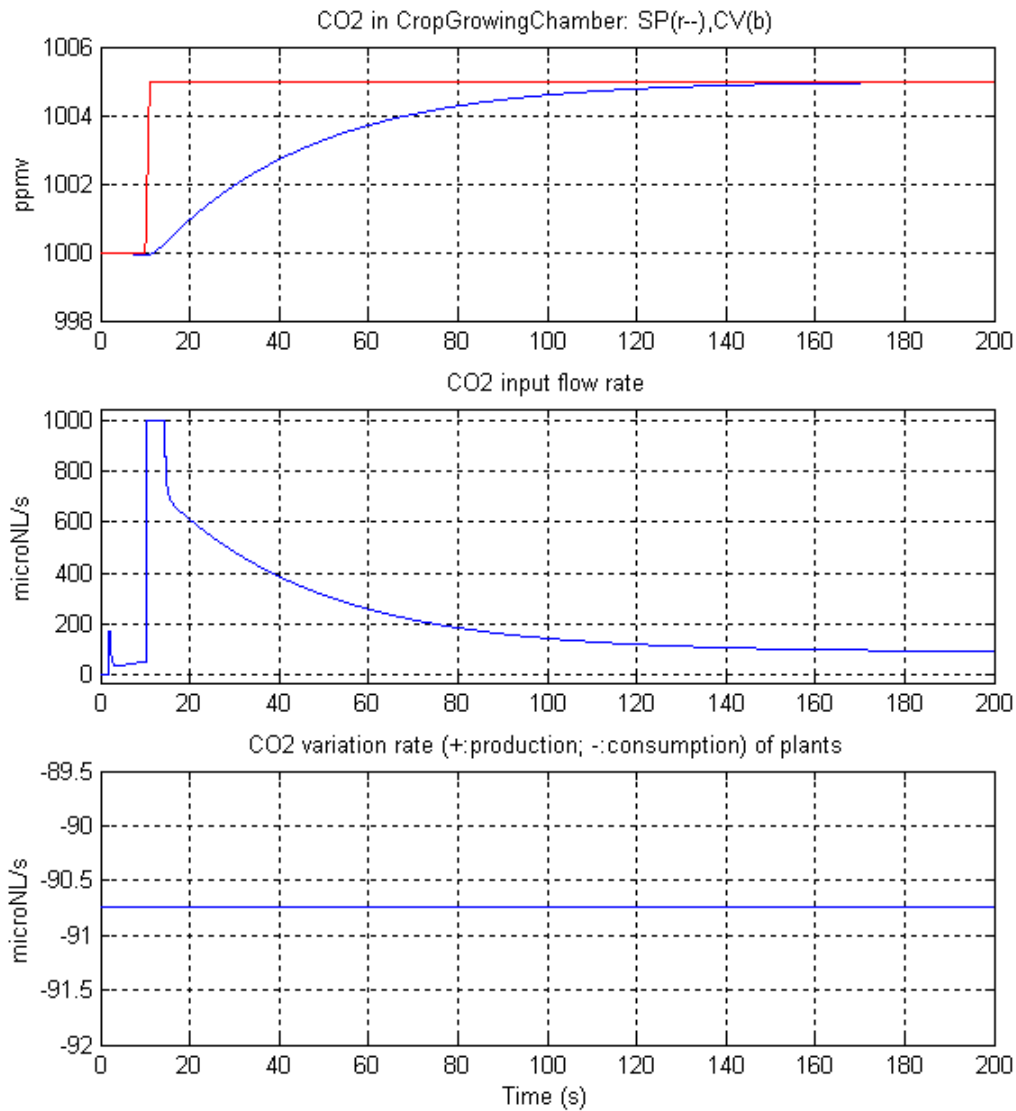 CO2 in CropGrowingChamber: SP(r--),CV(b)
1006
1004
1002
1000
998
ppmv
0 20 40 60 80 100 120 140 160 180 200
CO2 input flow rate
1000
800
600
400
200
0
microNL/s
0 20 40 60 80 100 120 140 160 180 200
CO2 variation rate (+:production; -:consumption) of plants
-89.5
-90
-90.5
-91
-91.5
-92
microNL/s
0 20 40 60 80 100 120 140 160 180 200
Time (s)